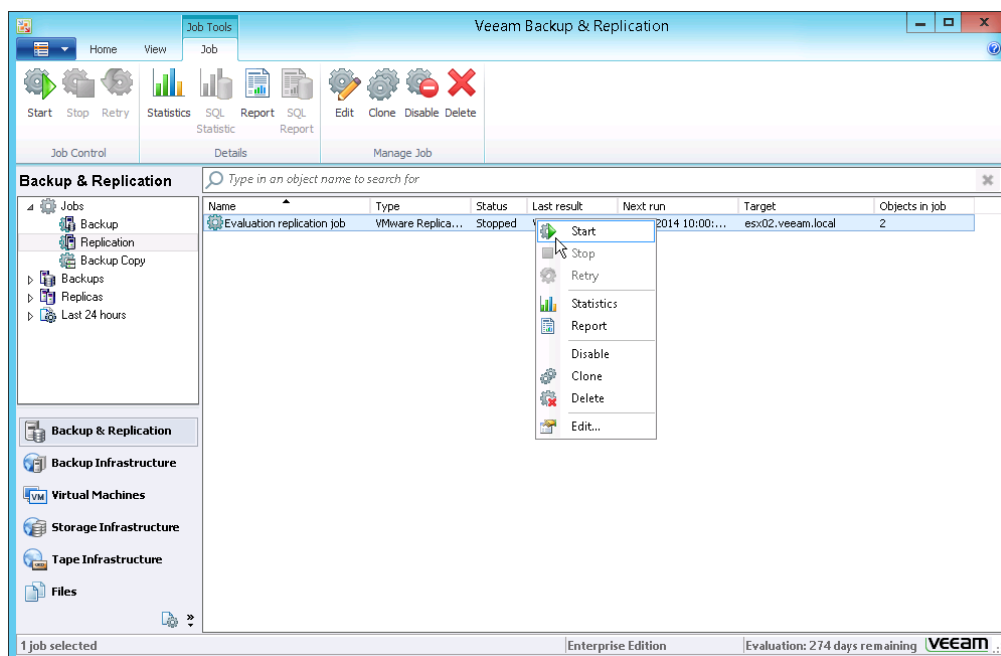 Job Tools
Veeam Backup & Replication
Home View Job
Start Stop Retry Statistics SQL Statistic Report SQL Report Edit Clone Disable Delete
Job Control Details Manage Job
Backup & Replication
Type in an object name to search for
Jobs
Backup
Replication
Backup Copy
Backups
Replicas
Last 24 hours
Name Type Status Last result Next run Target Objects in job
Evaluation replication job VMware Replica... Stopped 2014 10:00:... esx02.veeam.local 2
Start
Stop
Retry
Statistics
Report
Disable
Clone
Delete
Edit...
Backup & Replication
Backup Infrastructure
VM Virtual Machines
Storage Infrastructure
Tape Infrastructure
Files
1 job selected Enterprise Edition Evaluation: 274 days remaining veeam